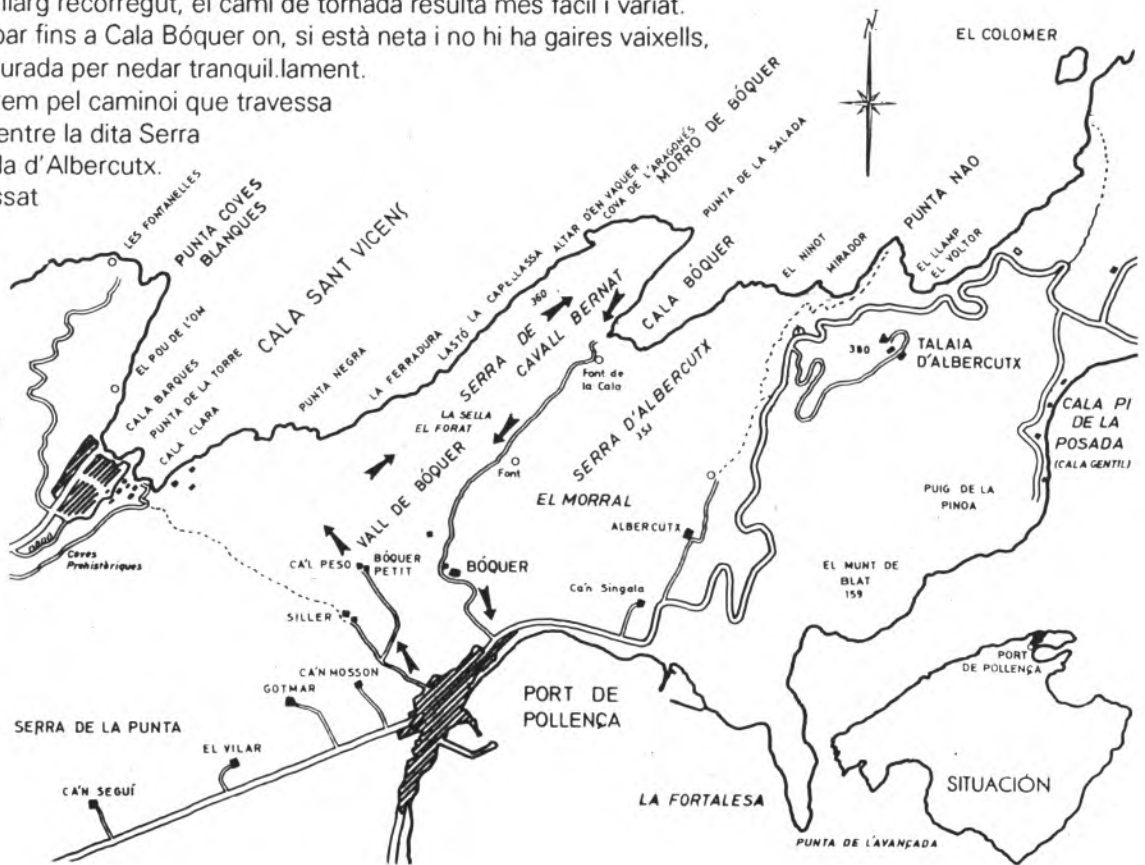 llarg recorregut, el camí de tornada resulta més fàcil i variat.
par fins a Cala Bóquer on, si està neta i no hi ha gaires vaixells,
urada per nedar tranquil.lament.
em pel caminoi que travessa
entre la dita Serra
la d'Albercutx.
ssat
EL COLOMER
N
LES FONTANELLES
PUNTA COVES
BLANQUES
CALA SANT VICENÇ
EL POU DE L'OM
CALA BARQUES
PUNTA DE LA TORRE
CALA CLARA
PUNTA NEGRA
LA FERRADURA
LASTÓ
ALTAR D'EN VAQUER
COVA DE L'ARAGONÉS
MORRO DE BÓQUER
PUNTA DE LA SALADA
CALA BÓQUER
EL NINOT
MIRADOR
PUNTA NAO
EL LLAMP
EL VOLTOR
360
SERRA DE
CAVALL BERNAT
Font de
la Cala
LA SELLA
EL FORAT
Font
VALL DE BÓQUER
SERRA D'ALBERCUTX
353
380
TALAIA
D'ALBERCUTX
CALA PI
DE LA
POSADA
(CALA GENTIL)
EL MORRAL
PUIG DE LA
PINOA
ALBERCUTX
Coves
Prehistòriques
CA'L PESO
BÓQUER
PETIT
BÓQUER
Ca'n Singala
EL MUNT DE
BLAT
159
SILLER
CA'N MOSSON
GOTMAR
PORT DE
POLLENÇA
SERRA DE LA PUNTA
EL VILAR
CA'N SEGUÍ
LA FORTALESA
PUNTA DE L'AVANÇADA
PORT
DE POLLENÇA
SITUACIÓN